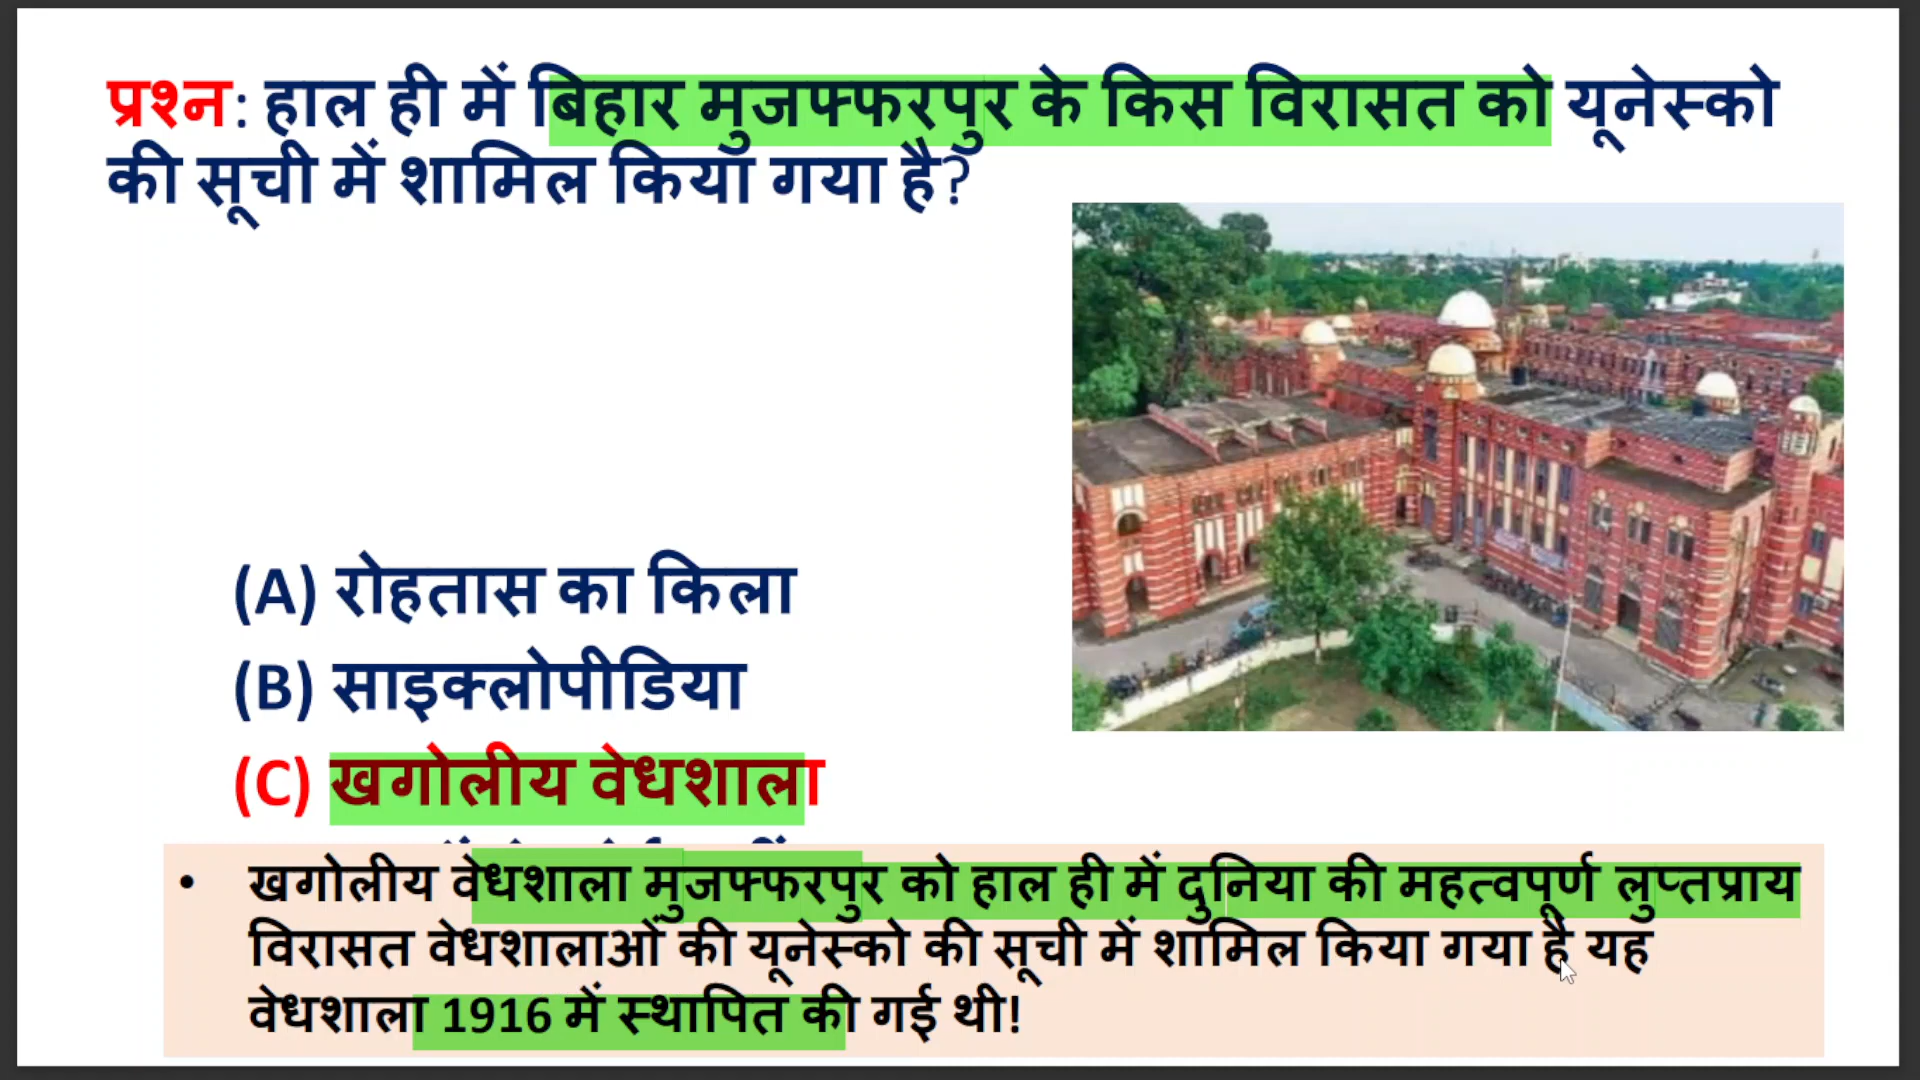 प्रश्न: हाल ही में बिहार मुजफ्फरपुर के किस विरासत को यूनेस्को
की सूची में शामिल किया गया है?
(A) रोहतास का किला
(B) साइक्लोपीडिया
(C) खगोलीय वेधशाला
• खगोलीय वेधशाला मुजफ्फरपुर को हाल ही में दुनिया की महत्वपूर्ण लुप्तप्राय
विरासत वेधशालाओं की यूनेस्को की सूची में शामिल किया गया है यह
वेधशाला 1916 में स्थापित की गई थी!